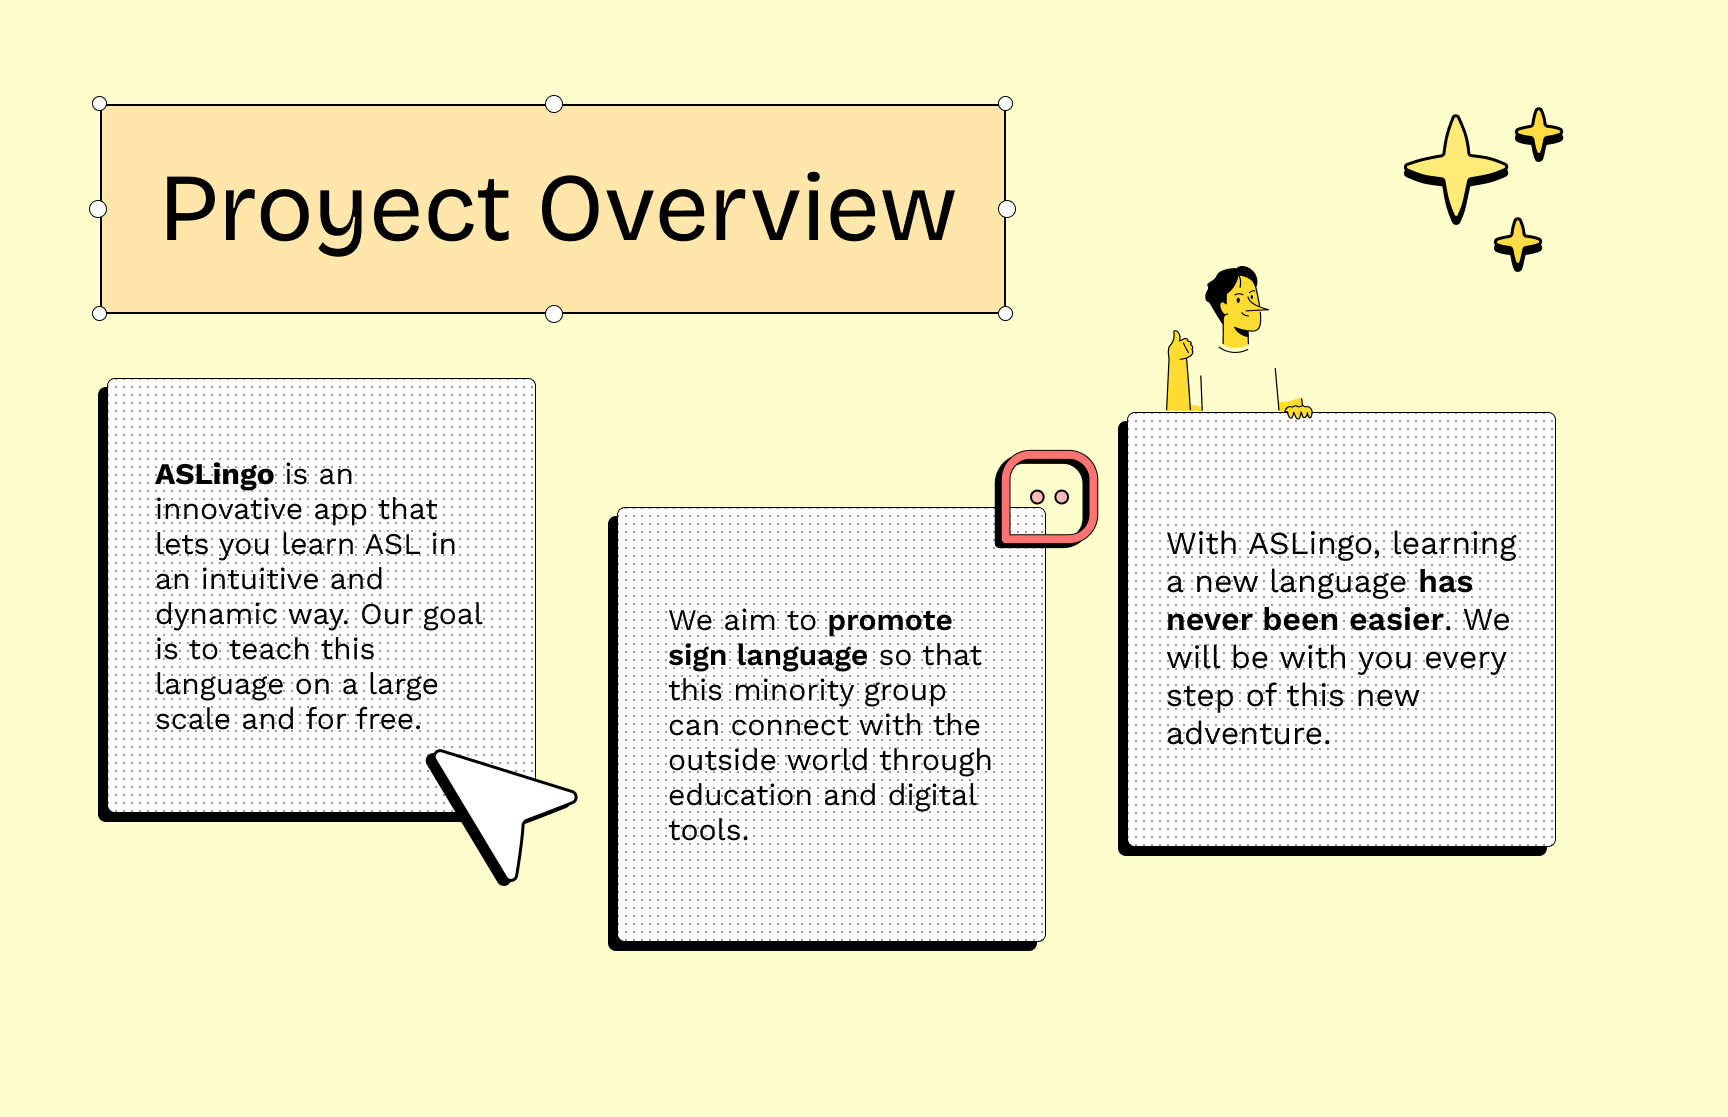 Proyect Overview
ASLingo is an
innovative app that
lets you learn ASL in
an intuitive and
dynamic way. Our goal
is to teach this
language on a large
scale and for free.
We aim to promote
sign language so that
this minority group
can connect with the
outside world through
education and digital
tools.
With ASLingo, learning
a new language has
never been easier. We
will be with you every
step of this new
adventure.